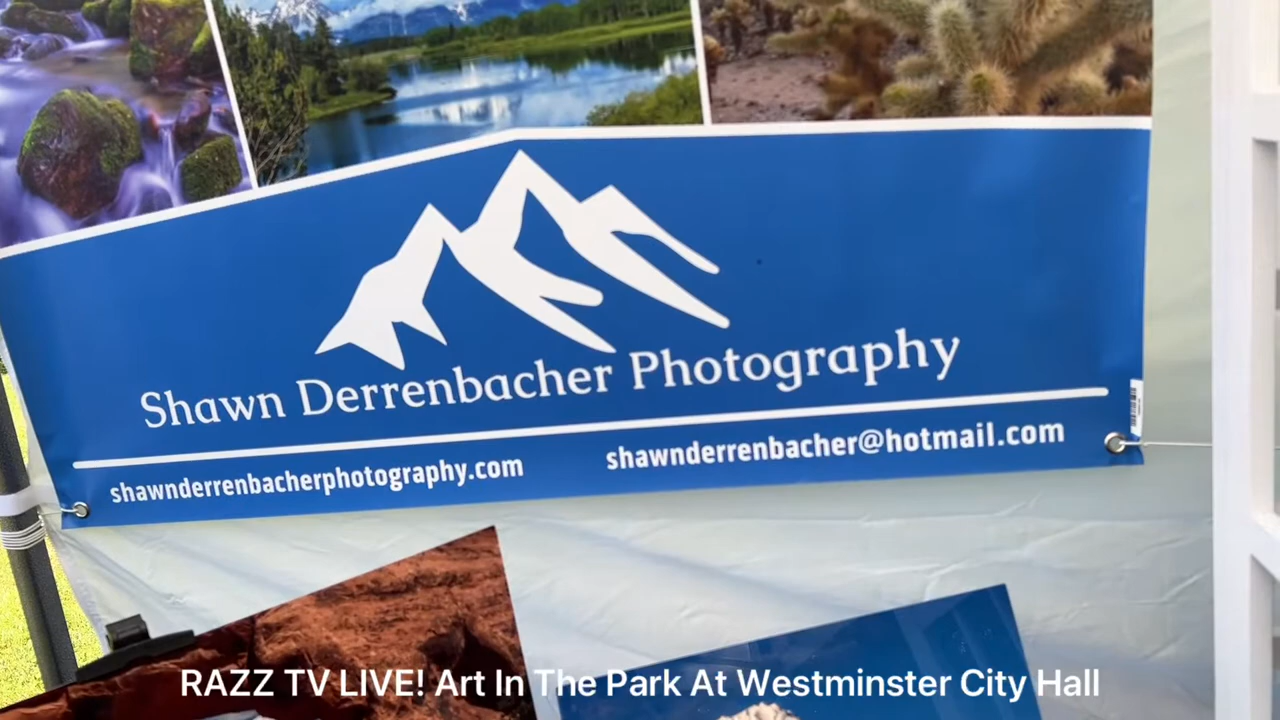 Shawn Derrenbacher Photography
shawnderrenbacherphotography.com
shawnderrenbacher@hotmail.com
RAZZ TV LIVE! Art In The Park At Westminster City Hall